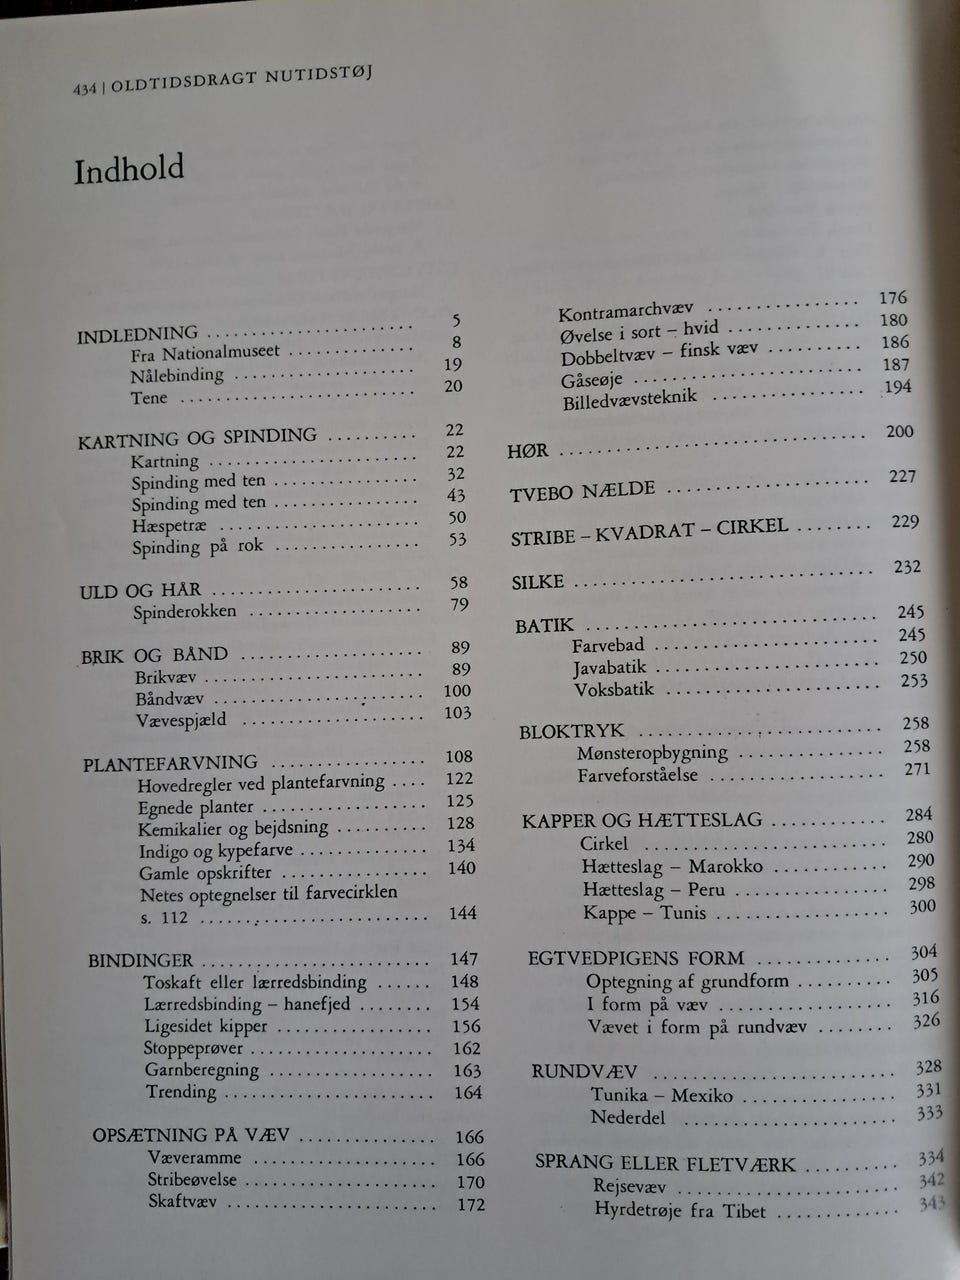 434 | OLDTIDSDRAGT NUTIDSTØJ
Indhold
INDLEDNING ...................... 5
Fra Nationalmuseet .............. 8
Nålebinding .................... 19
Tene .......................... 20
KARTNING OG SPINDING .......... 22
Kartning ....................... 22
Spinding med ten ................ 32
Spinding med ten ................ 43
Hæspetræ ...................... 50
Spinding på rok ................ 53
ULD OG HÅR ....................... 58
Spinderokken ................... 79
BRIK OG BÅND .................... 89
Brikvæv ........................ 89
Båndvæv ....................... 100
Vævespjæld .................... 103
PLANTEFARVNING ................. 108
Hovedregler ved plantefarvning .... 122
Egnede planter .................. 125
Kemikalier og bejdsning .......... 128
Indigo og kypefarve .............. 134
Gamle opskrifter ................ 140
Netes optegnelser til farvecirklen
s. 112 ......................... 144
BINDINGER ......................... 147
Toskaft eller lærredsbinding ...... 148
Lærredsbinding – hanefjed ........ 154
Ligesidet kipper ................. 156
Stoppeprøver .................... 162
Garnberegning .................. 163
Trending ....................... 164
OPSÆTNING PÅ VÆV ............... 166
Væveramme .................... 166
Stribeøvelse ..................... 170
Skaftvæv ....................... 172
Kontramarchvæv ................ 176
Øvelse i sort – hvid .............. 180
Dobbeltvæv – finsk væv .......... 186
Gåseøje ........................ 187
Billedvævsteknik ................ 194
HØR ................................ 200
TVEBO NÆLDE .................... 227
STRIBE – KVADRAT – CIRKEL ........ 229
SILKE ............................... 232
BATIK .............................. 245
Farvebad ........................ 245
Javabatik ........................ 250
Voksbatik ....................... 253
BLOKTRYK ......................... 258
Mønsteropbygning ............... 258
Farveforståelse .................. 271
KAPPER OG HÆTTESLAG ............ 284
Cirkel .......................... 280
Hætteslag – Marokko ............ 290
Hætteslag – Peru ................ 298
Kappe – Tunis .................. 300
EGTVEDPIGENS FORM .............. 304
Optegning af grundform .......... 305
I form på væv ................... 316
Vævet i form på rundvæv ........ 326
RUNDVÆV ......................... 328
Tunika – Mexiko ................ 331
Nederdel ....................... 333
SPRANG ELLER FLETVÆRK .......... 334
Rejsevæv ........................ 342
Hyrdetrøje fra Tibet ............. 343